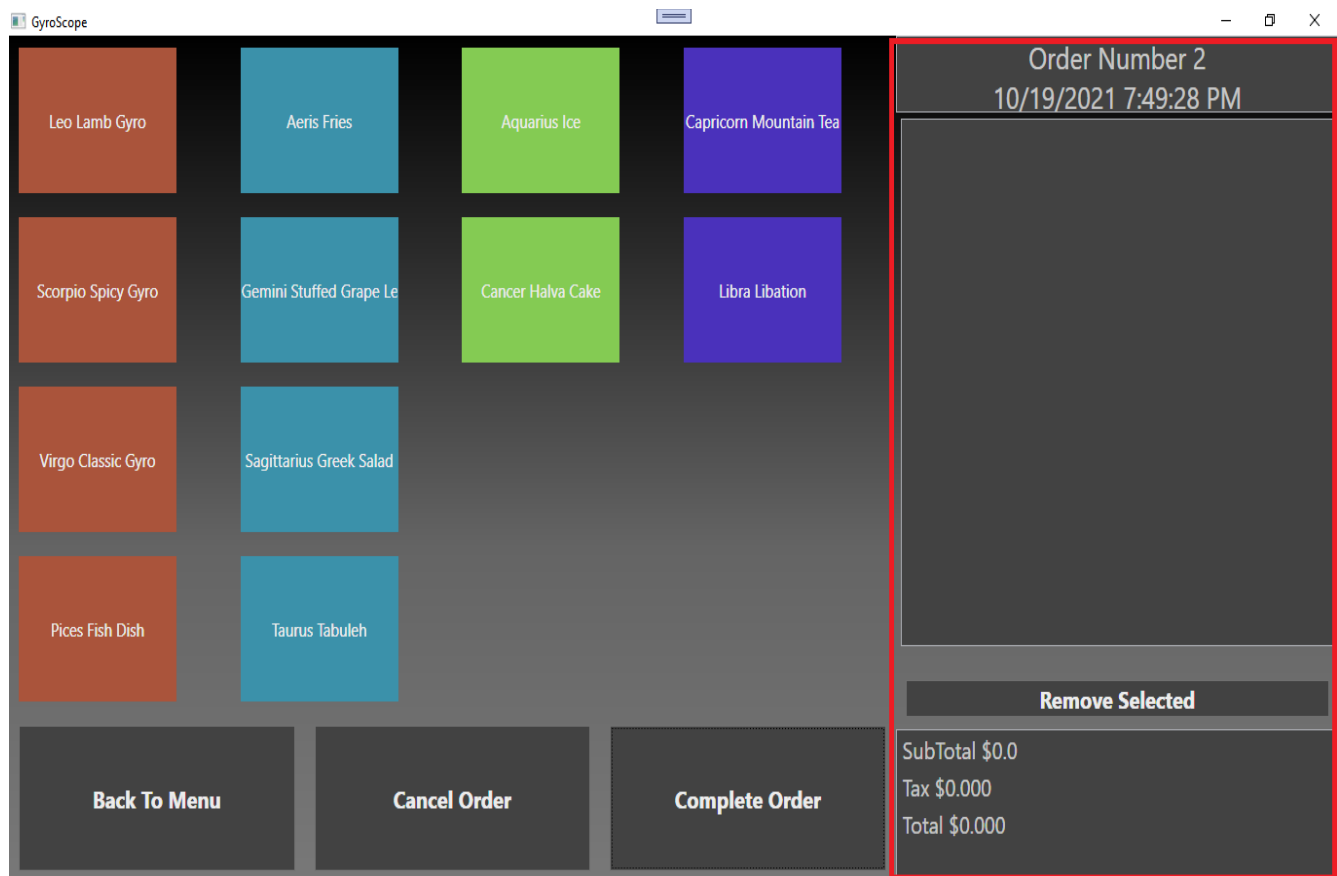 GyroScope
Leo Lamb Gyro
Aeris Fries
Aquarius Ice
Capricorn Mountain Tea
Scorpio Spicy Gyro
Gemini Stuffed Grape Le
Cancer Halva Cake
Libra Libation
Virgo Classic Gyro
Sagittarius Greek Salad
Pices Fish Dish
Taurus Tabuleh
Back To Menu
Cancel Order
Complete Order
Order Number 2
10/19/2021 7:49:28 PM
Remove Selected
SubTotal $0.0
Tax $0.000
Total $0.000